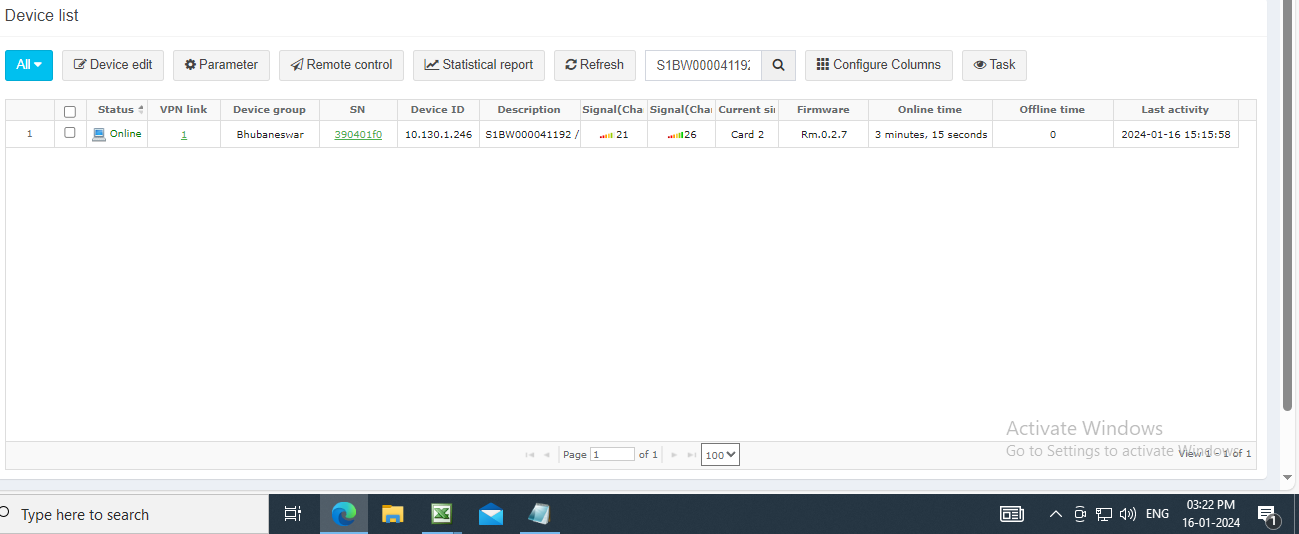 Device list
All Device edit Parameter Remote control Statistical report Refresh S1BW000041192 Configure Columns Task
Status VPN link Device group SN Device ID Description Signal(Cha Signal(Cha Current si Firmware Online time Offline time Last activity
1 Online 1 Bhubaneswar 390401f0 10.130.1.246 S1BW000041192 / 21 26 Card 2 Rm.0.2.7 3 minutes, 15 seconds 0 2024-01-16 15:15:58
Activate Windows
Go to Settings to activate Windows.
Page 1 of 1 100 View 1 - 1 of 1
Type here to search ENG 03:22 PM
16-01-2024
1